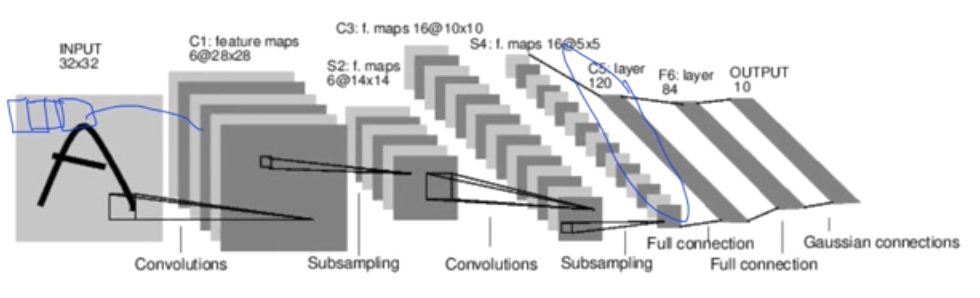 INPUT
32x32
C1: feature maps
6@28x28
S2: f. maps
6@14x14
C3: f. maps 16@10x10
S4: f. maps 16@5x5
C5: layer
120
F6: layer
84
OUTPUT
10
Convolutions
Subsampling
Convolutions
Subsampling
Full connection
Full connection
Gaussian connections